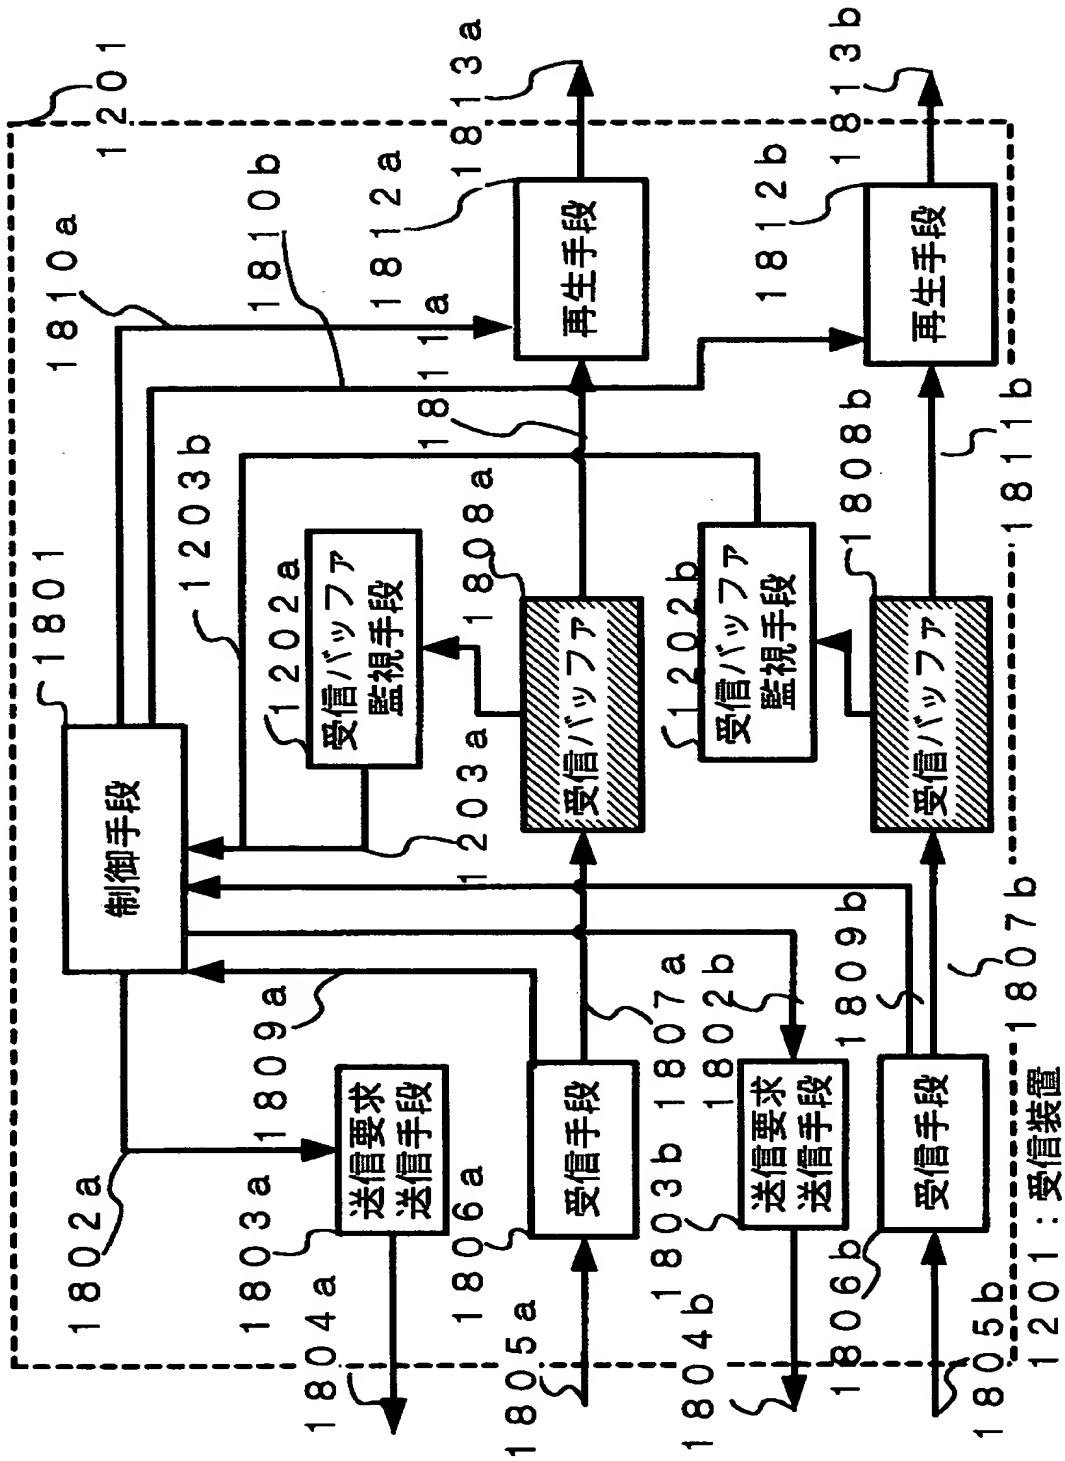 1801
制御手段
1810a
1810b
1201
1203b
1802a
1809a
1803a
送信要求
送信手段
1804a
1202a
受信バッファ
監視手段
1203a
1812a
1813a
再生手段
1811a
1808a
受信バッファ
1806a
受信手段
1805a
1807a
1802b
1803b
送信要求
送信手段
1804b
1202b
受信バッファ
監視手段
1812b
1813b
再生手段
1808b
受信バッファ
1811b
1809b
1806b
受信手段
1805b
1807b
1201：受信装置